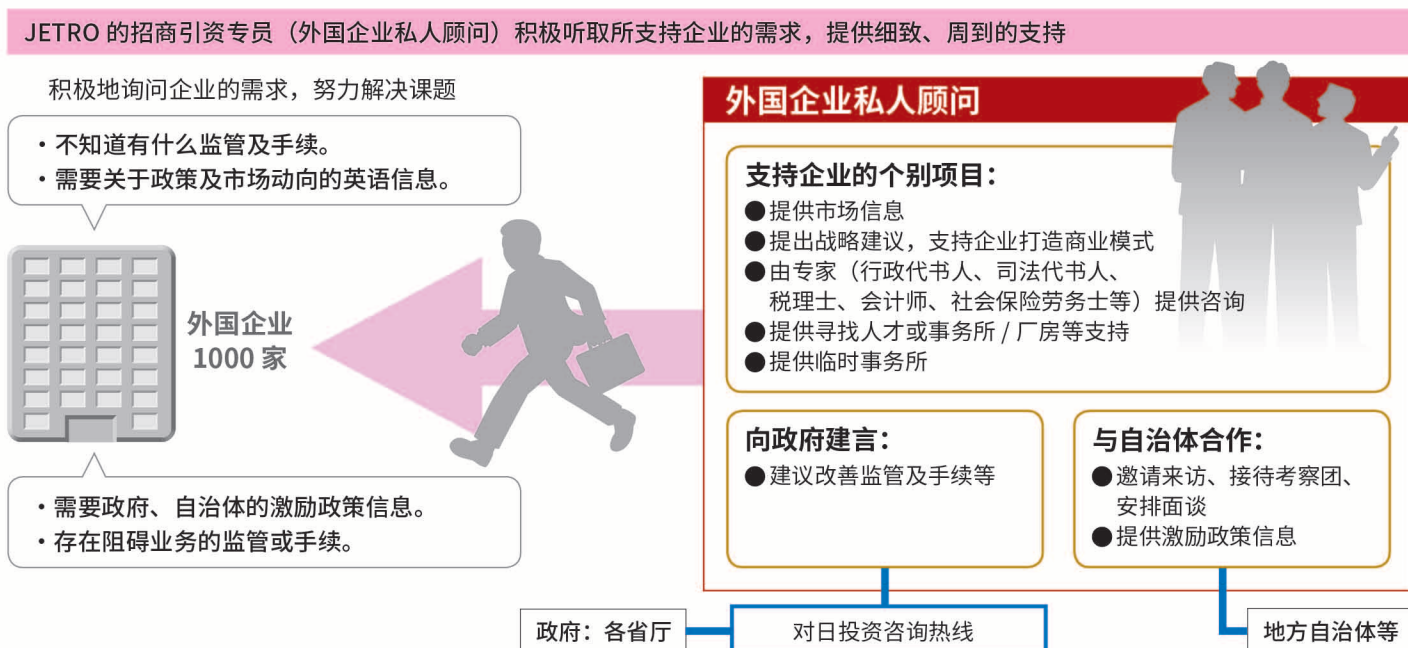 JETRO 的招商引资专员（外国企业私人顾问）积极听取所支持企业的需求，提供细致、周到的支持
积极地询问企业的需求，努力解决课题
・不知道有什么监管及手续。
・需要关于政策及市场动向的英语信息。
外国企业
1000 家
・需要政府、自治体的激励政策信息。
・存在阻碍业务的监管或手续。
外国企业私人顾问
支持企业的个别项目：
●提供市场信息
●提出战略建议，支持企业打造商业模式
●由专家（行政代书人、司法代书人、
税理士、会计师、社会保险劳务士等）提供咨询
●提供寻找人才或事务所 / 厂房等支持
●提供临时事务所
向政府建言：
●建议改善监管及手续等
与自治体合作：
●邀请来访、接待考察团、
安排面谈
●提供激励政策信息
政府：各省厅
对日投资咨询热线
地方自治体等